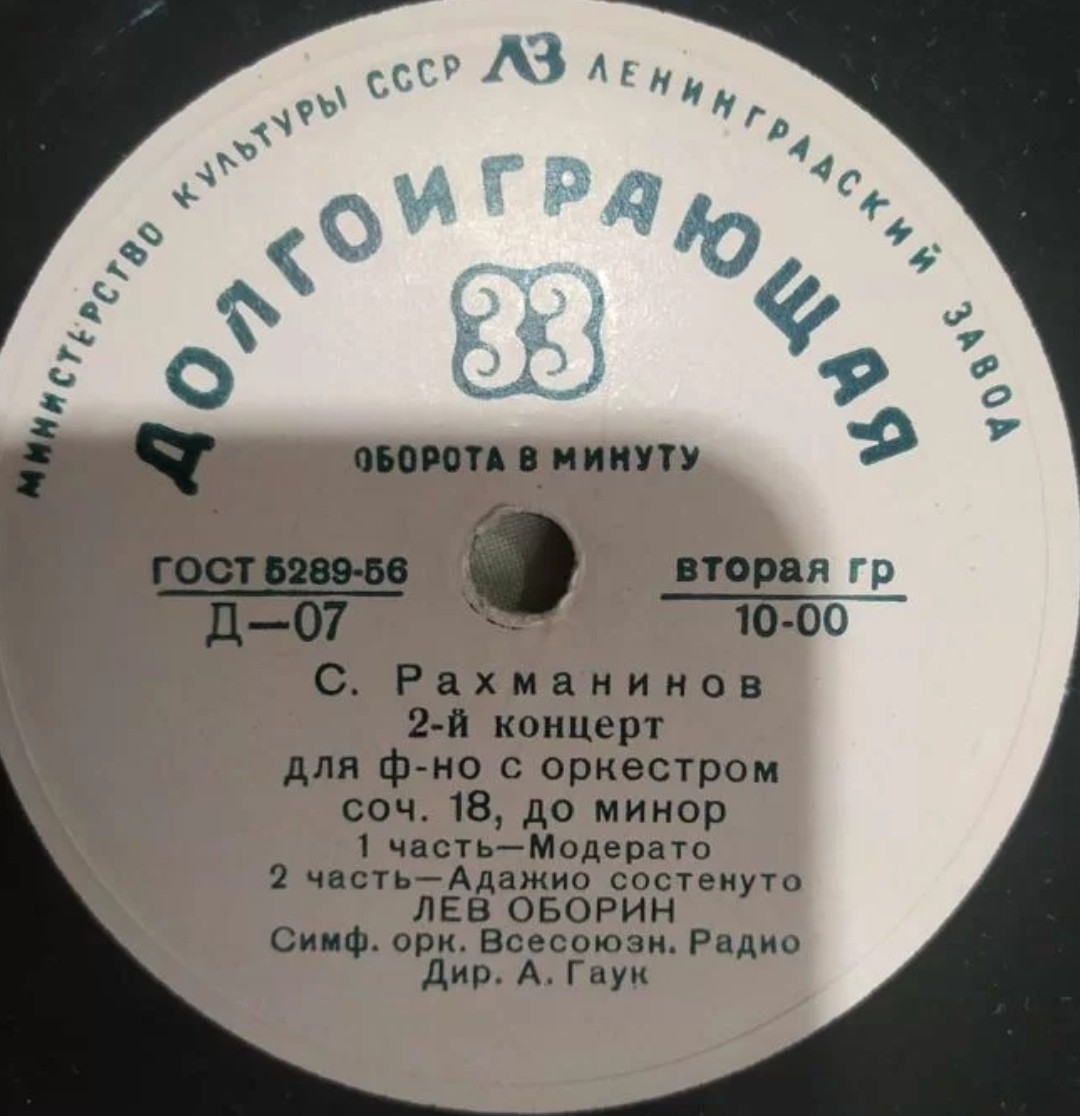 МИНИСТЕРСТВО КУЛЬТУРЫ СССР ЛЗ ЛЕНИНГРАДСКИЙ ЗАВОД
ДОЛГОИГРАЮЩАЯ
33
ОБОРОТА В МИНУТУ
ГОСТ 5289-56
Д—07
вторая гр
10-00
С. Рахманинов
2-й концерт
для ф-но с оркестром
соч. 18, до минор
1 часть—Модерато
2 часть—Адажио состенуто
ЛЕВ ОБОРИН
Симф. орк. Всесоюзн. Радио
Дир. А. Гаук